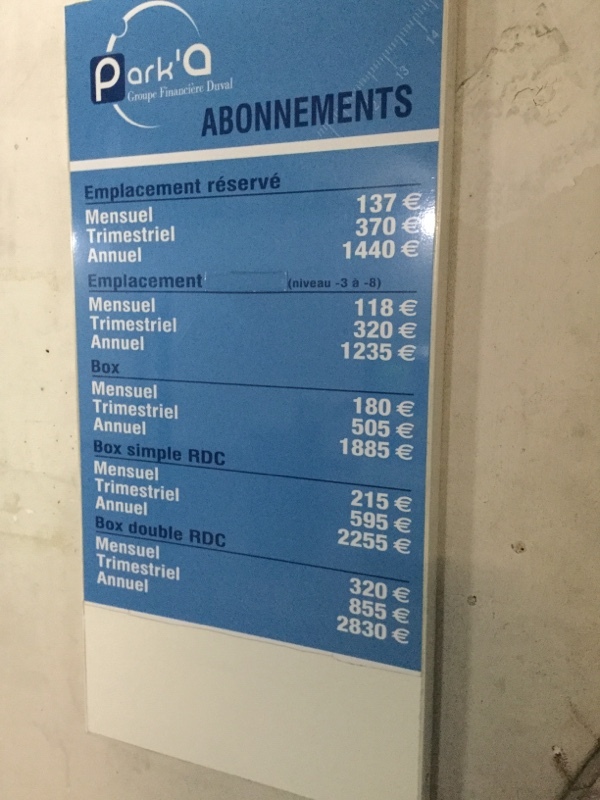 Park'A
Groupe Financière Duval
ABONNEMENTS
14
13
Emplacement réservé
Mensuel 137 €
Trimestriel 370 €
Annuel 1440 €
Emplacement (niveau -3 à -8)
Mensuel 118 €
Trimestriel 320 €
Annuel 1235 €
Box
Mensuel 180 €
Trimestriel 505 €
Annuel 1885 €
Box simple RDC
Mensuel 215 €
Trimestriel 595 €
Annuel 2255 €
Box double RDC
Mensuel 320 €
Trimestriel 855 €
Annuel 2830 €